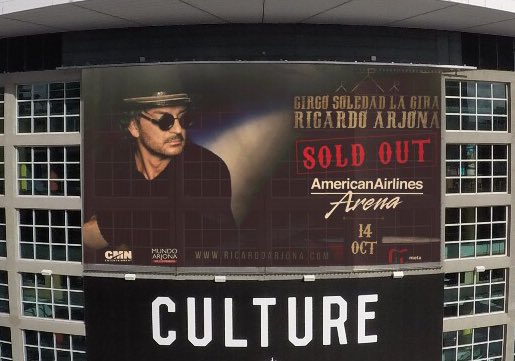 CIRCO SOLEDAD LA GIRA
RICARDO ARJONA
SOLD OUT
AmericanAirlines
Arena
14
OCT
CMN
MUNDO
ARJONA
WWW.RICARDOARJONA.COM
meta
CULTURE